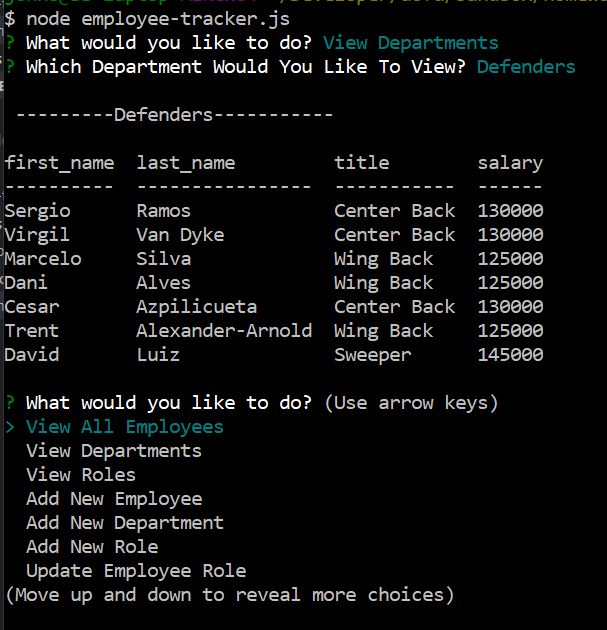 $ node employee-tracker.js
? What would you like to do? View Departments
? Which Department Would You Like To View? Defenders
---------Defenders-----------
first_name  last_name         title        salary
----------  ----------------  -----------  ------
Sergio      Ramos             Center Back  130000
Virgil      Van Dyke          Center Back  130000
Marcelo     Silva             Wing Back    125000
Dani        Alves             Wing Back    125000
Cesar       Azpilicueta       Center Back  130000
Trent       Alexander-Arnold  Wing Back    125000
David       Luiz              Sweeper      145000
? What would you like to do? (Use arrow keys)
> View All Employees
  View Departments
  View Roles
  Add New Employee
  Add New Department
  Add New Role
  Update Employee Role
(Move up and down to reveal more choices)